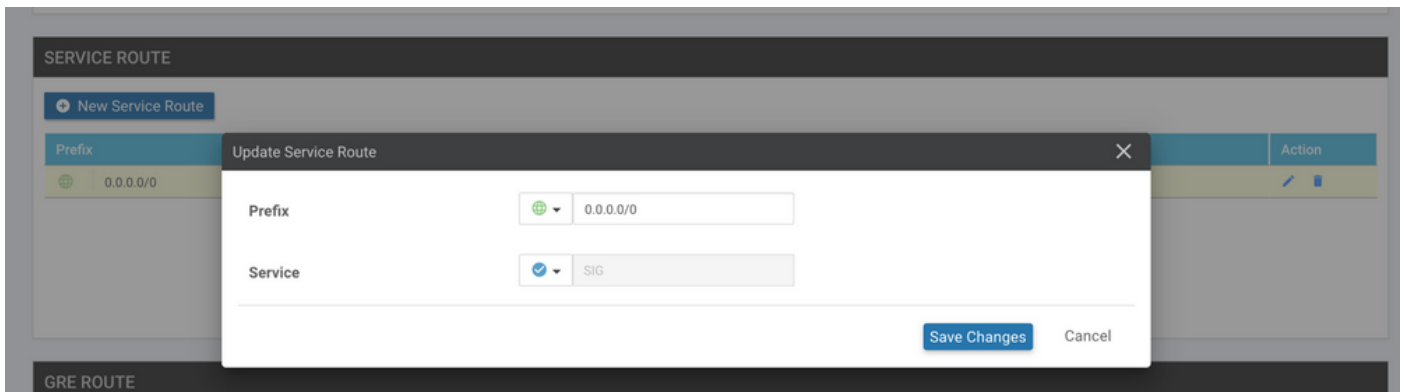 SERVICE ROUTE
New Service Route
Prefix
Action
0.0.0.0/0
Update Service Route
Prefix
0.0.0.0/0
Service
SIG
Save Changes
Cancel
GRE ROUTE